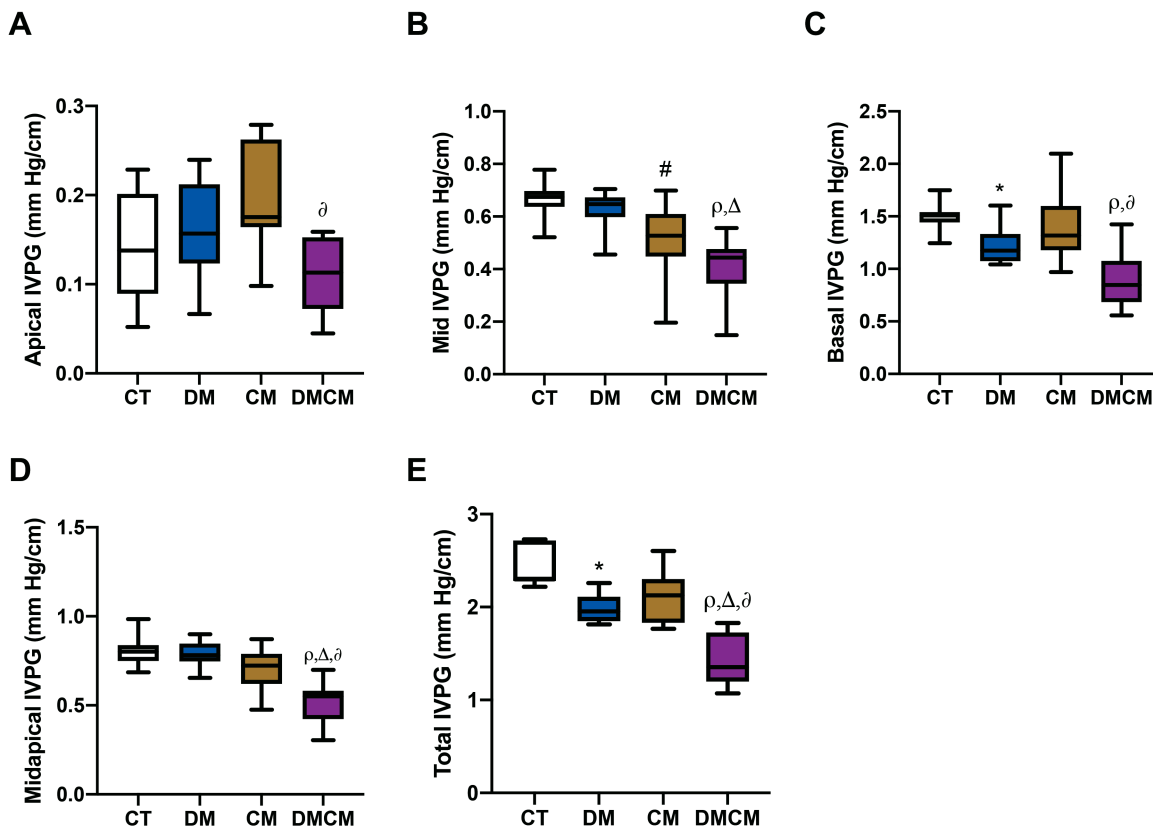 A
Apical IVPG (mm Hg/cm)
0.3
0.2
0.1
0.0
∂
CT DM CM DMCM
B
Mid IVPG (mm Hg/cm)
1.0
0.8
0.6
0.4
0.2
0.0
#
ρ,Δ
CT DM CM DMCM
C
Basal IVPG (mm Hg/cm)
2.5
2.0
1.5
1.0
0.5
0.0
*
ρ,∂
CT DM CM DMCM
D
Midapical IVPG (mm Hg/cm)
1.5
1.0
0.5
0.0
ρ,Δ,∂
CT DM CM DMCM
E
Total IVPG (mm Hg/cm)
3
2
1
0
*
ρ,Δ,∂
CT DM CM DMCM